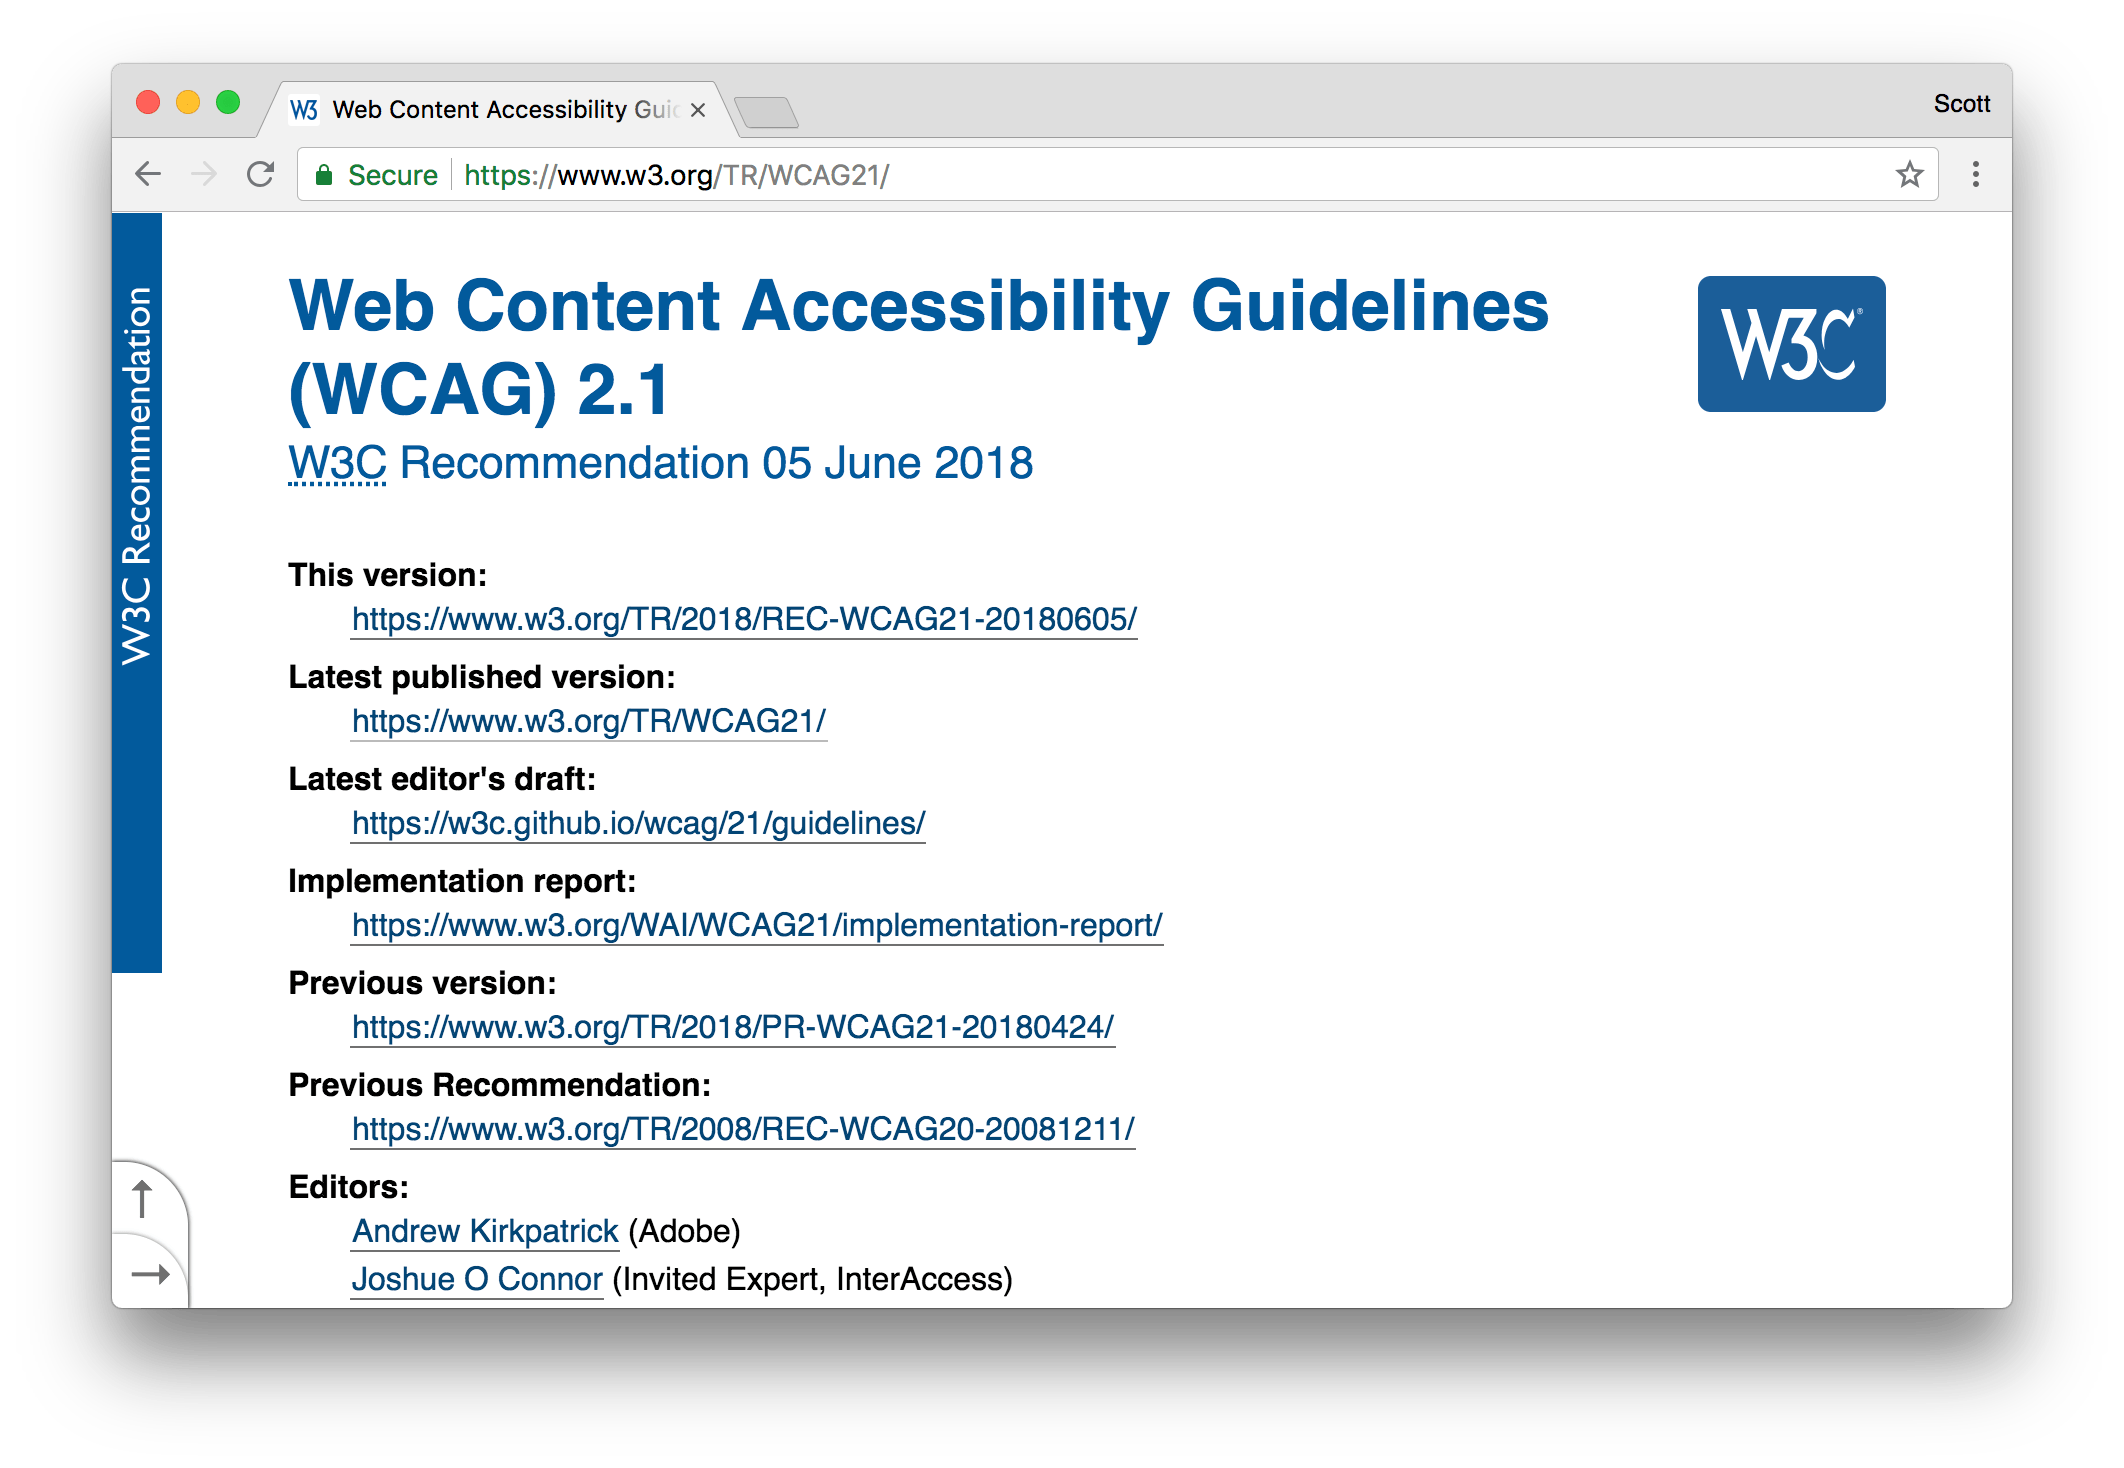 W3 Web Content Accessibility Gui
Scott
Secure https://www.w3.org/TR/WCAG21/
W3C Recommendation
Web Content Accessibility Guidelines
(WCAG) 2.1
W3C®
W3C Recommendation 05 June 2018
This version:
https://www.w3.org/TR/2018/REC-WCAG21-20180605/
Latest published version:
https://www.w3.org/TR/WCAG21/
Latest editor's draft:
https://w3c.github.io/wcag/21/guidelines/
Implementation report:
https://www.w3.org/WAI/WCAG21/implementation-report/
Previous version:
https://www.w3.org/TR/2018/PR-WCAG21-20180424/
Previous Recommendation:
https://www.w3.org/TR/2008/REC-WCAG20-20081211/
Editors:
Andrew Kirkpatrick (Adobe)
Joshue O Connor (Invited Expert, InterAccess)